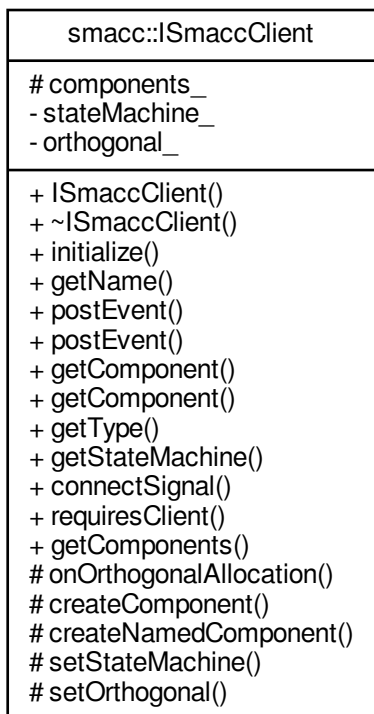 smacc::ISmaccClient
# components_
- stateMachine_
- orthogonal_
+ ISmaccClient()
+ ~ISmaccClient()
+ initialize()
+ getName()
+ postEvent()
+ postEvent()
+ getComponent()
+ getComponent()
+ getType()
+ getStateMachine()
+ connectSignal()
+ requiresClient()
+ getComponents()
# onOrthogonalAllocation()
# createComponent()
# createNamedComponent()
# setStateMachine()
# setOrthogonal()